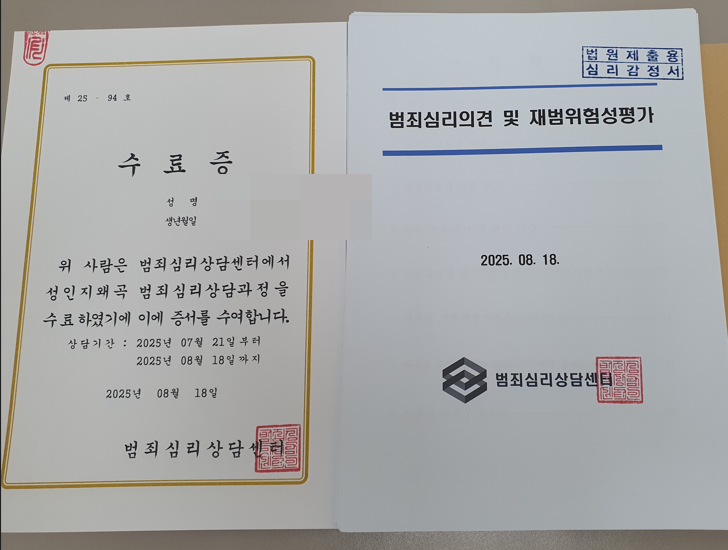 제 25 - 94 호
수 료 증
성 명
생년월일
위 사람은 범죄심리상담센터에서
성인지왜곡 범죄심리상담과정을
수료하였기에 이에 증서를 수여합니다.
상담기간 : 2025년 07월 21일부터
2025년 08월 18일까지
2025년 08월 18일
범죄심리상담센터
법원제출용
심리감정서
범죄심리의견 및 재범위험성평가
2025. 08. 18.
범죄심리상담센터